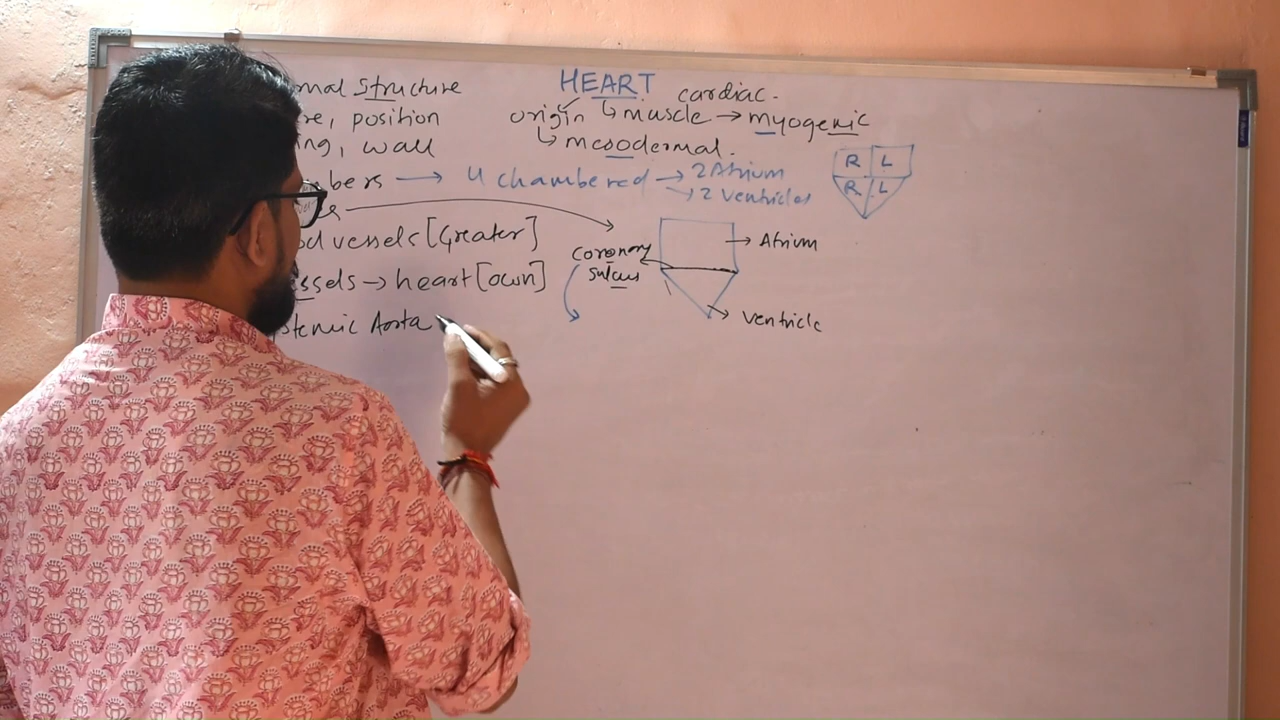 HEART
mal Structure
cardiac.
re, position
origin ↳ muscle → myogenic
ng, wall
↳ mesodermal.
bers → 4 chambered → 2 Atrium
→ 2 Ventricles
R L
R L
vessels [Greater]
coronary
sulcus
→ Atrium
ssels → heart [own]
→ Ventricle
stemic Aorta